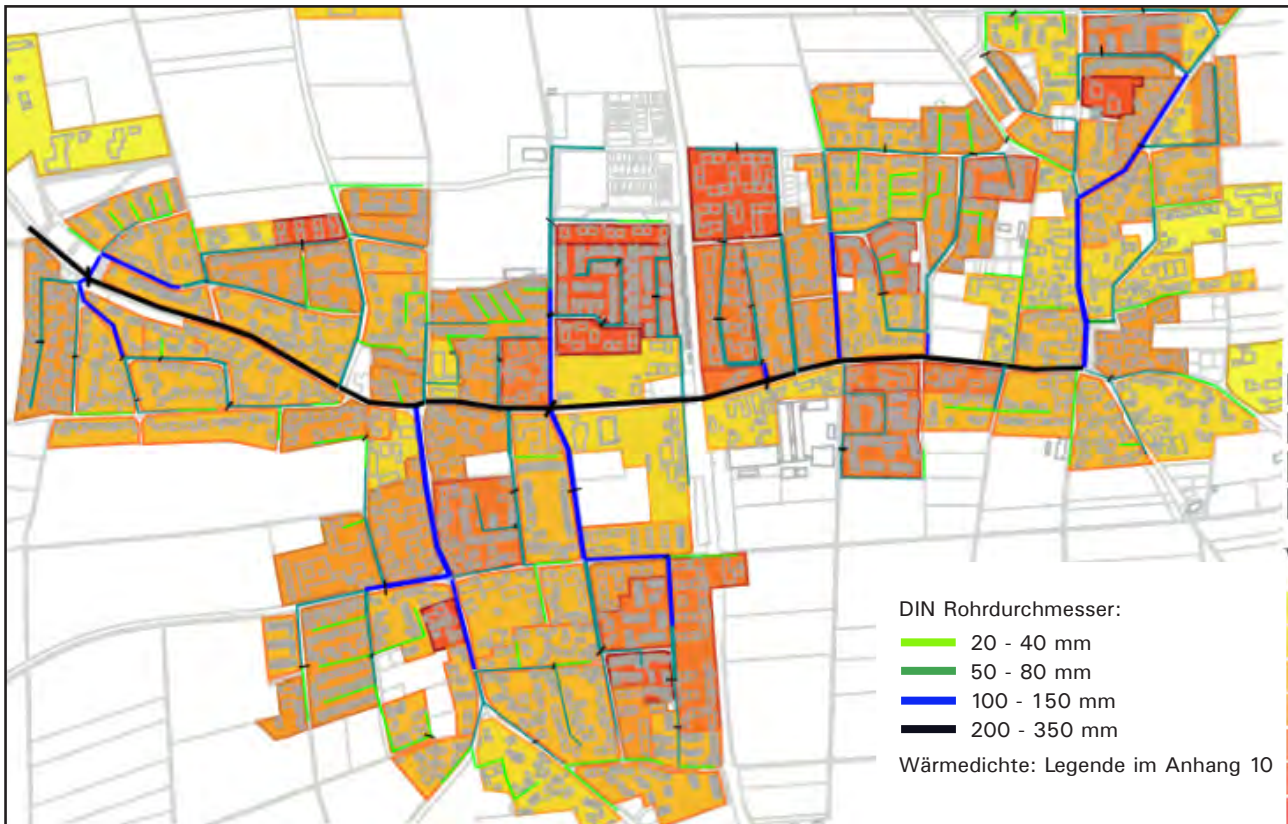 DIN Rohrdurchmesser:
20 - 40 mm
50 - 80 mm
100 - 150 mm
200 - 350 mm
Wärmedichte: Legende im Anhang 10